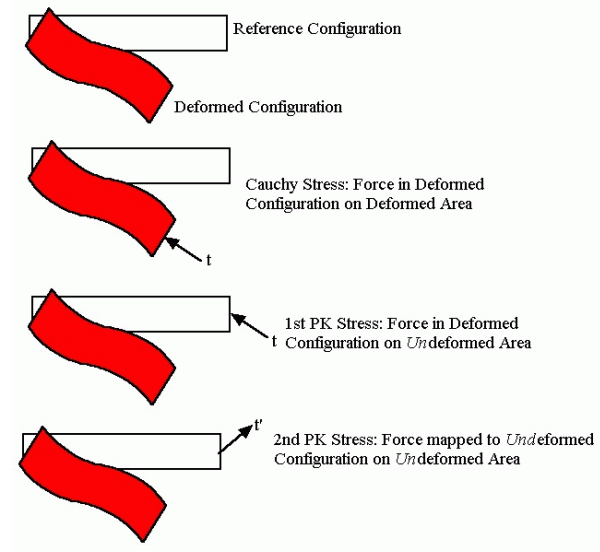 Reference Configuration
Deformed Configuration
Cauchy Stress: Force in Deformed
Configuration on Deformed Area
t
1st PK Stress: Force in Deformed
t Configuration on Undeformed Area
t'
2nd PK Stress: Force mapped to Undeformed
Configuration on Undeformed Area